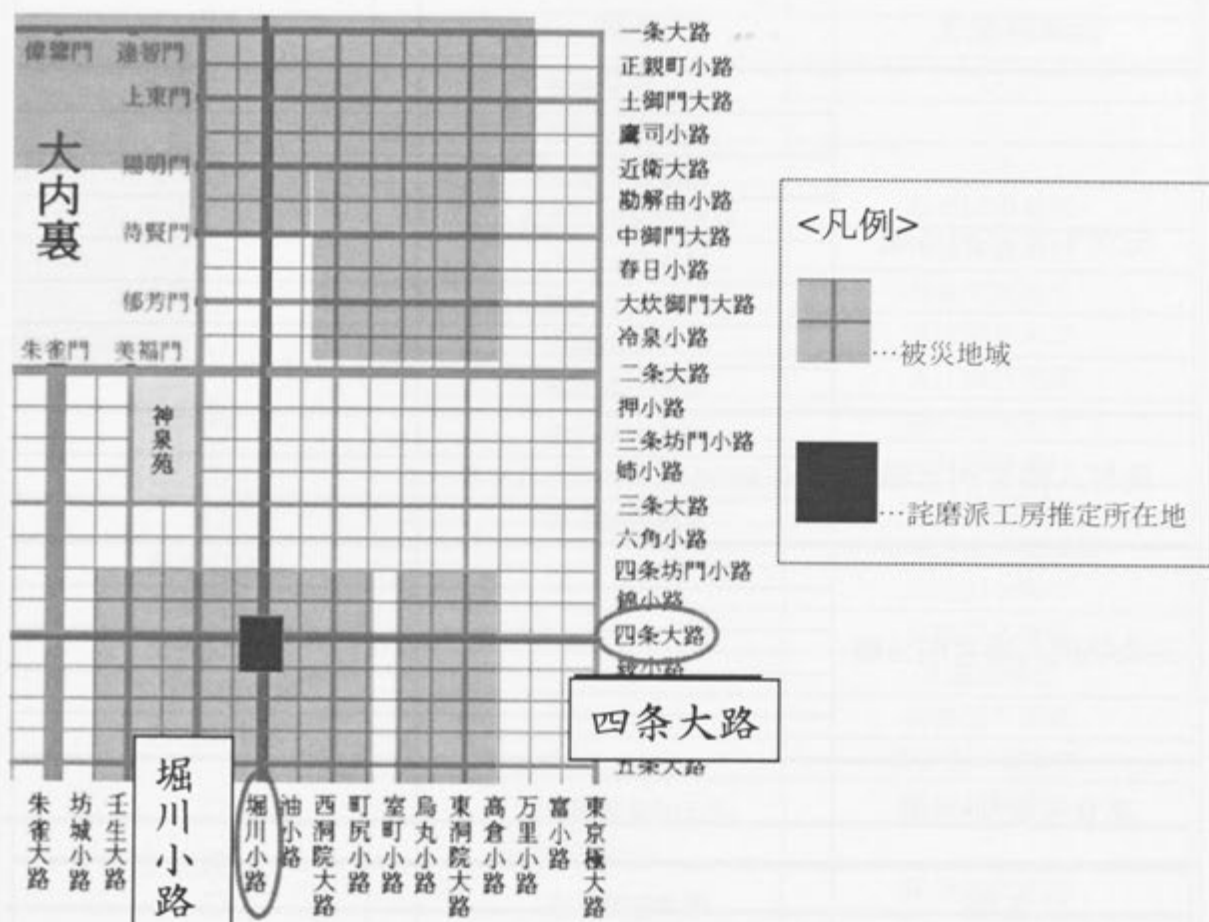 偉鑒門 達智門
上東門
陽明門
待賢門
郁芳門
朱雀門 美福門
大内裏
神泉苑
一条大路
正親町小路
土御門大路
鷹司小路
近衛大路
勘解由小路
中御門大路
春日小路
大炊御門大路
冷泉小路
二条大路
押小路
三条坊門小路
姉小路
三条大路
六角小路
四条坊門小路
錦小路
四条大路
四条大路
五条大路
朱雀大路
坊城小路
壬生大路
堀川小路
堀川小路
油小路
西洞院大路
町尻小路
室町小路
烏丸小路
東洞院大路
高倉小路
万里小路
富小路
東京極大路
<凡例>
…被災地域
…詫磨派工房推定所在地